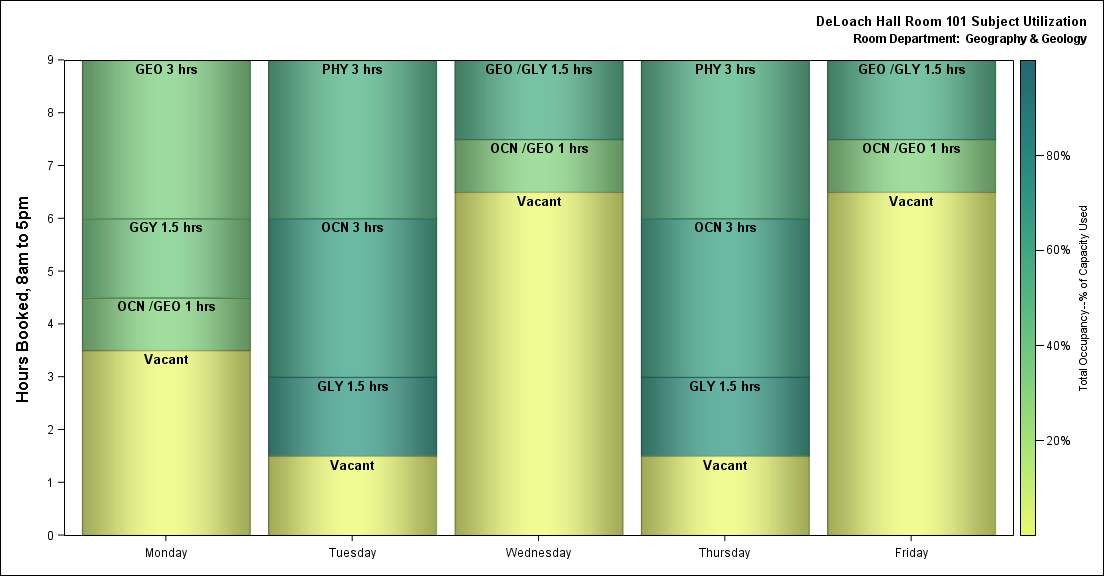 DeLoach Hall Room 101 Subject Utilization
Room Department: Geography & Geology
Hours Booked, 8am to 5pm
9
8
7
6
5
4
3
2
1
0
GEO 3 hrs
GGY 1.5 hrs
OCN /GEO 1 hrs
Vacant
PHY 3 hrs
OCN 3 hrs
GLY 1.5 hrs
Vacant
GEO /GLY 1.5 hrs
OCN /GEO 1 hrs
Vacant
PHY 3 hrs
OCN 3 hrs
GLY 1.5 hrs
Vacant
GEO /GLY 1.5 hrs
OCN /GEO 1 hrs
Vacant
Monday
Tuesday
Wednesday
Thursday
Friday
80%
60%
40%
20%
Total Occupancy--% of Capacity Used